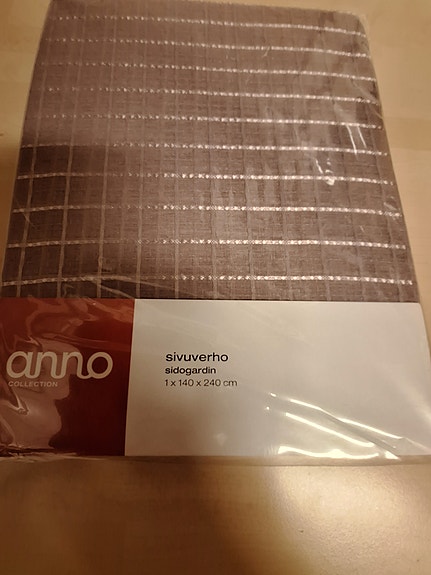 anno
COLLECTION
sivuverho
sidogardin
1 x 140 x 240 cm